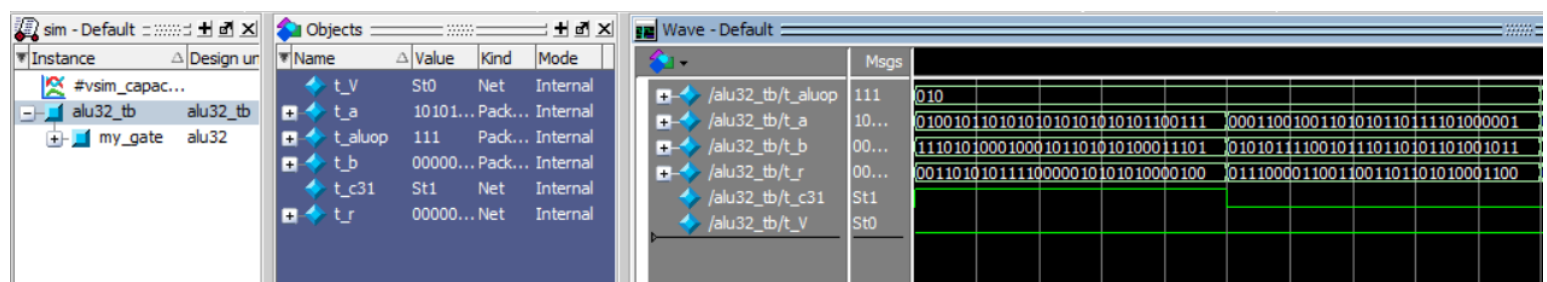 sim - Default
Instance Design un
#vsim_capac...
alu32_tb alu32_tb
my_gate alu32
Objects
Name Value Kind Mode
t_V St0 Net Internal
t_a 10101... Pack... Internal
t_aluop 111 Pack... Internal
t_b 00000... Pack... Internal
t_c31 St1 Net Internal
t_r 00000... Net Internal
Wave - Default
Msgs
/alu32_tb/t_aluop 111 010
/alu32_tb/t_a 10... 01001011010101010101010101100111 00011001001101010110111101000001
/alu32_tb/t_b 00... 11101010001000101101010100011101 01010111100101110110101101001011
/alu32_tb/t_r 00... 00110101011110000010101010000100 01110000110011001101101010001100
/alu32_tb/t_c31 St1
/alu32_tb/t_V St0